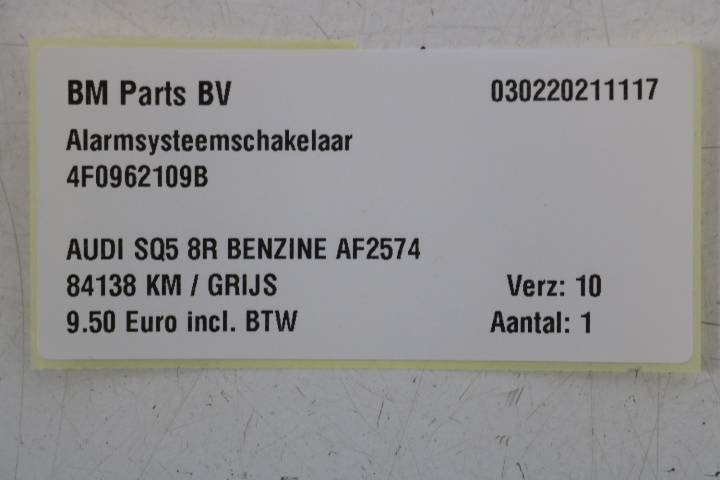 BM Parts BV 030220211117
Alarmsysteemschakelaar
4F0962109B
AUDI SQ5 8R BENZINE AF2574
84138 KM / GRIJS Verz: 10
9.50 Euro incl. BTW Aantal: 1